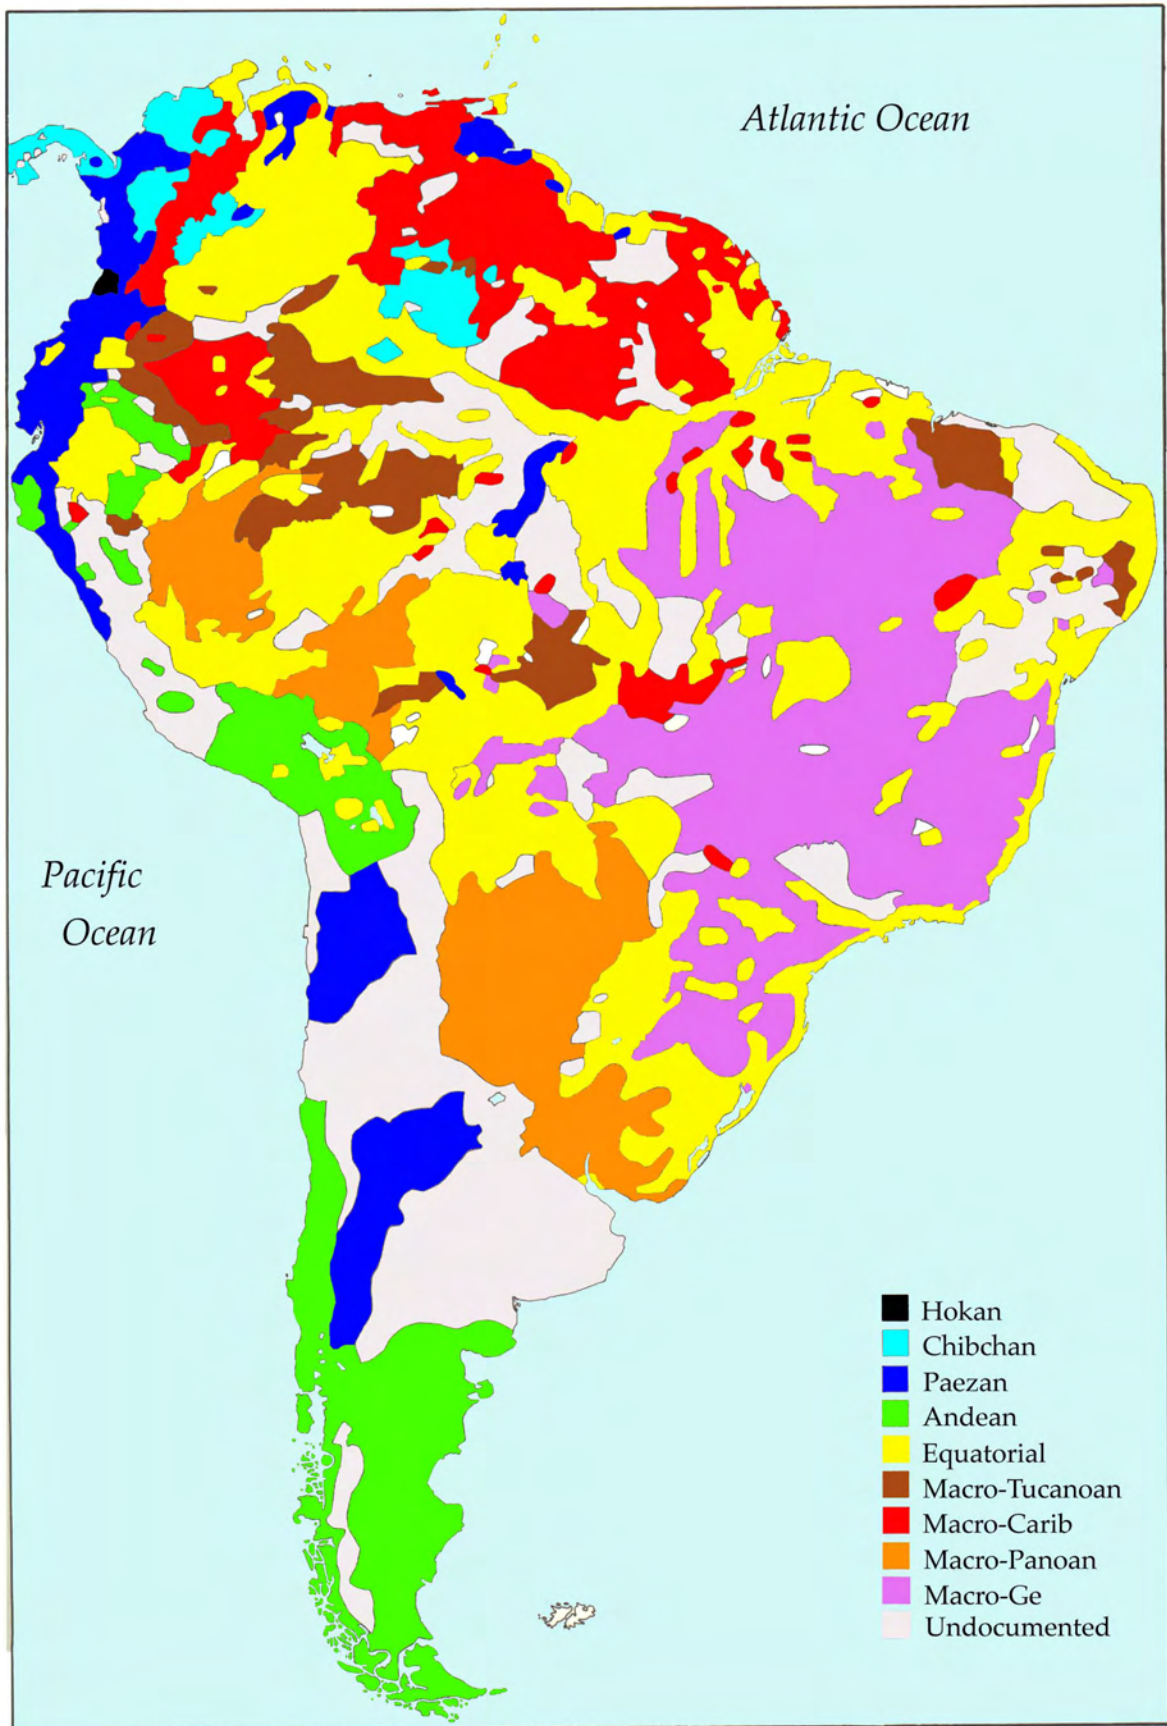 Atlantic Ocean
Pacific
Ocean
Hokan
Chibchan
Paezan
Andean
Equatorial
Macro-Tucanoan
Macro-Carib
Macro-Panoan
Macro-Ge
Undocumented